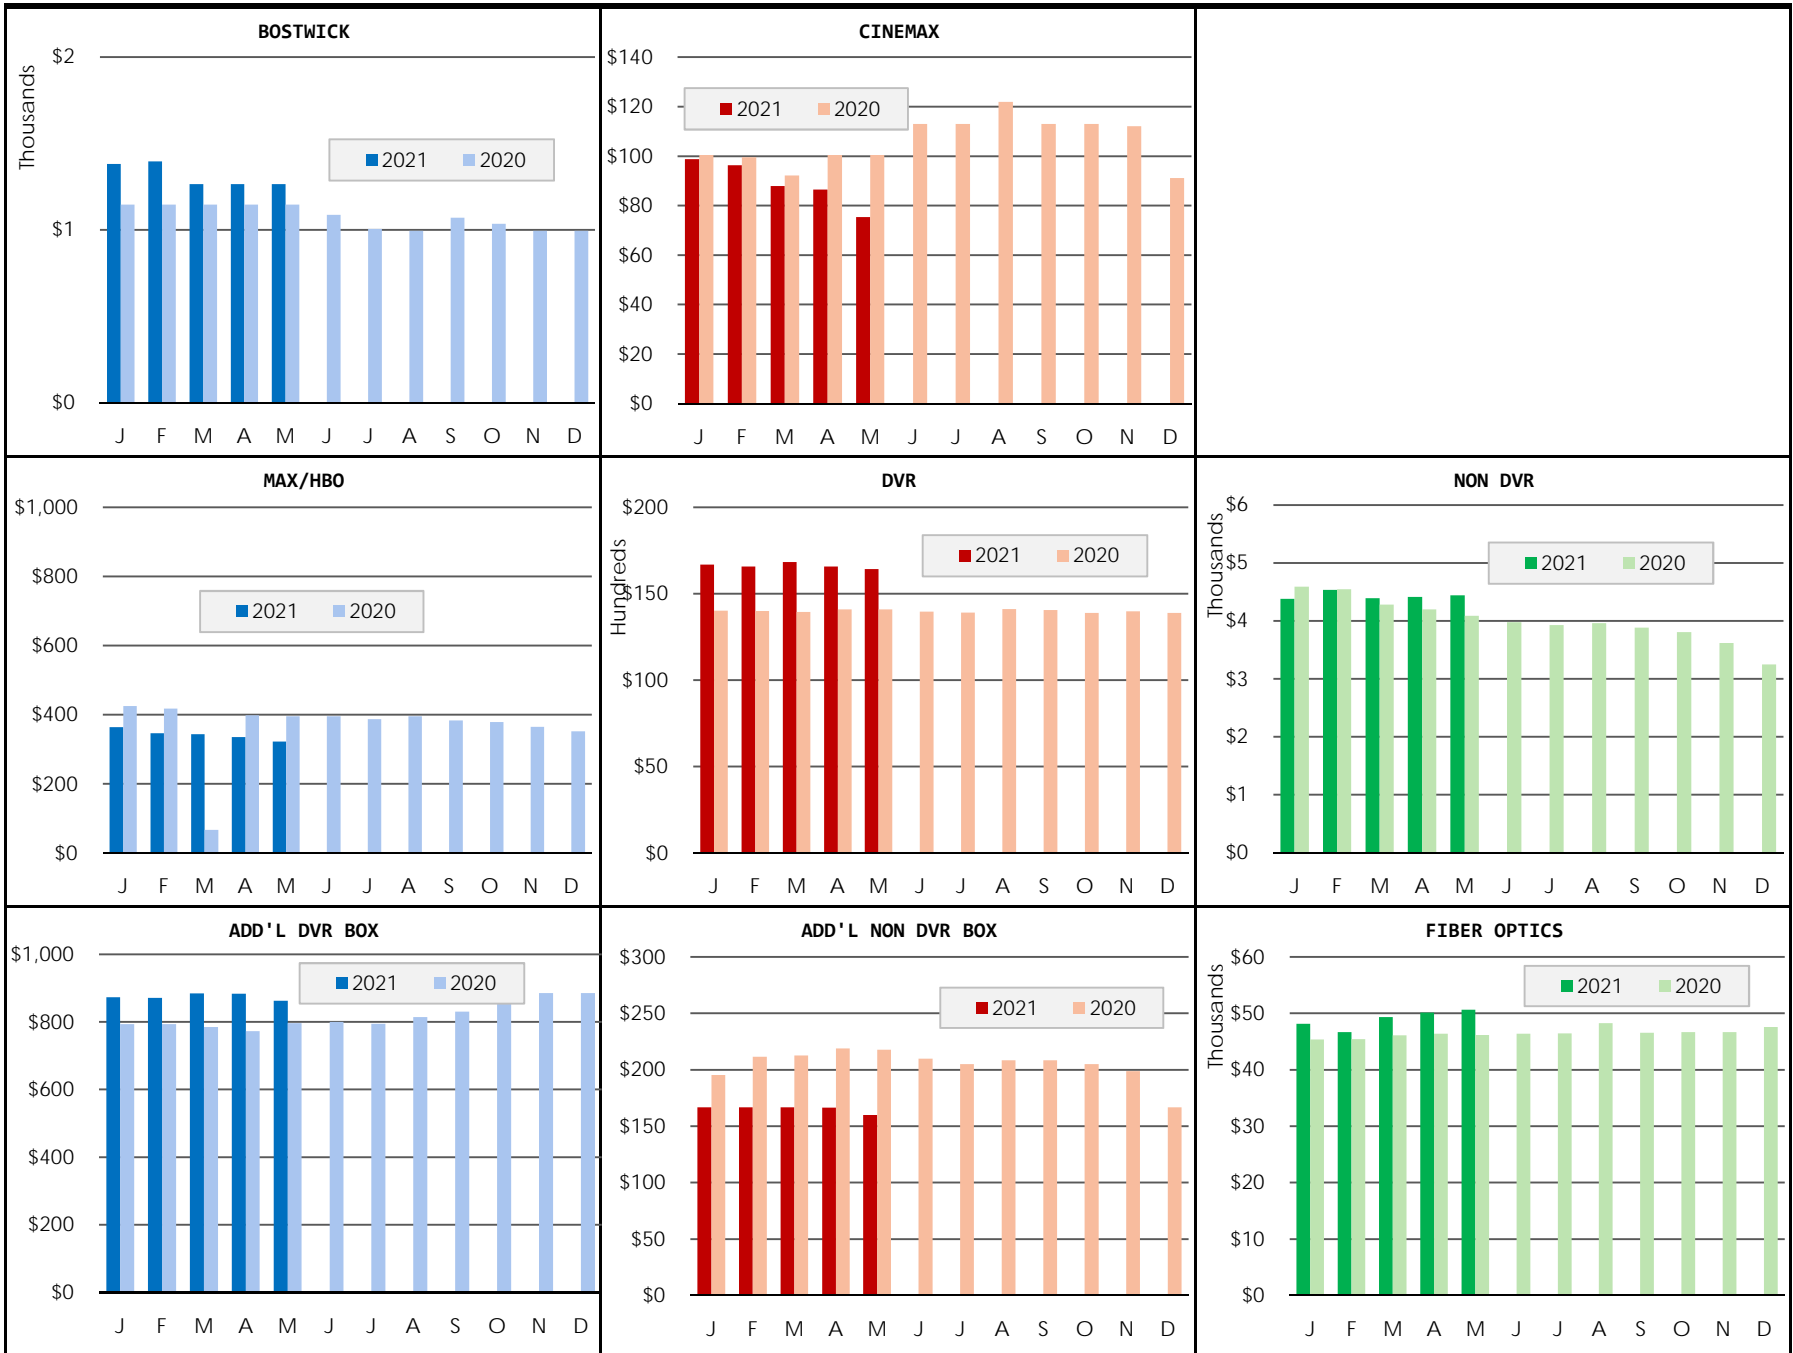 BOSTWICK
Thousands
$2
$1
$0
2021 2020
J F M A M J J A S O N D
CINEMAX
$140
$120
$100
$80
$60
$40
$20
$0
2021 2020
J F M A M J J A S O N D
MAX/HBO
$1,000
$800
$600
$400
$200
$0
2021 2020
J F M A M J J A S O N D
DVR
Hundreds
$200
$150
$100
$50
$0
2021 2020
J F M A M J J A S O N D
NON DVR
Thousands
$6
$5
$4
$3
$2
$1
$0
2021 2020
J F M A M J J A S O N D
ADD'L DVR BOX
$1,000
$800
$600
$400
$200
$0
2021 2020
J F M A M J J A S O N D
ADD'L NON DVR BOX
$300
$250
$200
$150
$100
$50
$0
2021 2020
J F M A M J J A S O N D
FIBER OPTICS
Thousands
$60
$50
$40
$30
$20
$10
$0
2021 2020
J F M A M J J A S O N D